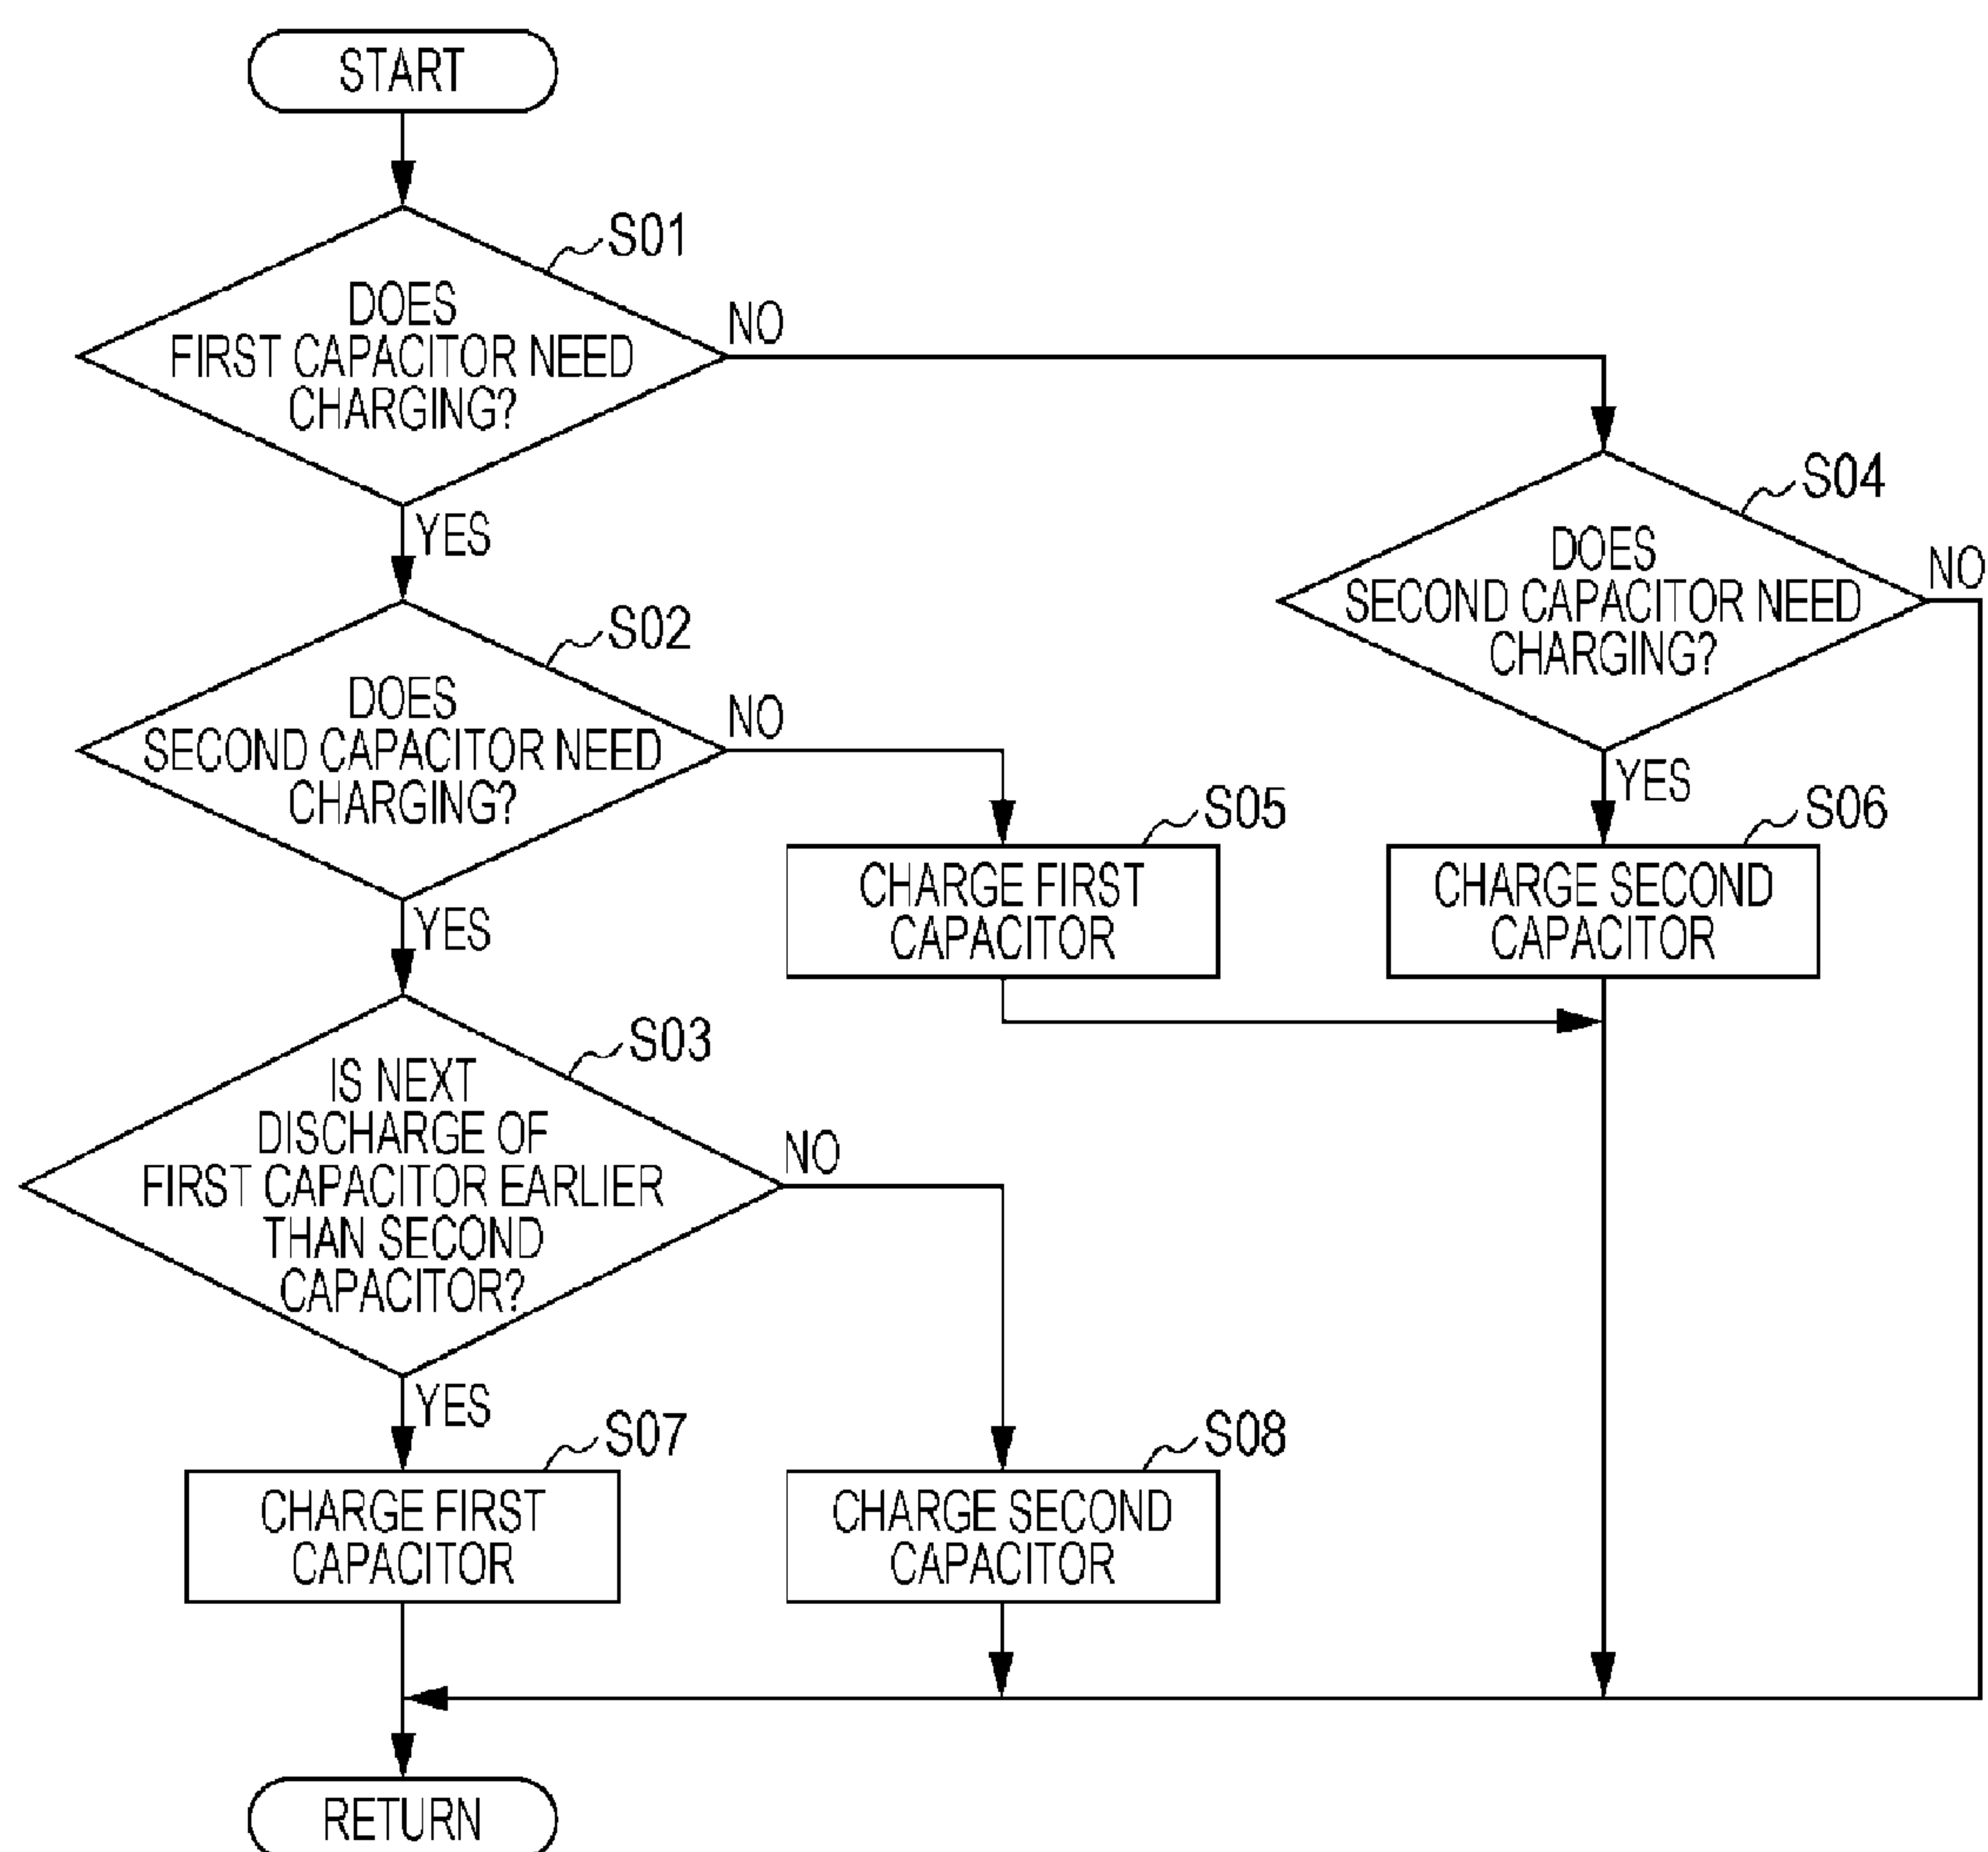 START
S01
DOES
FIRST CAPACITOR NEED
CHARGING?
NO
YES
S04
DOES
SECOND CAPACITOR NEED
CHARGING?
NO
YES
S02
DOES
SECOND CAPACITOR NEED
CHARGING?
NO
YES
S05
CHARGE FIRST
CAPACITOR
S06
CHARGE SECOND
CAPACITOR
S03
IS NEXT
DISCHARGE OF
FIRST CAPACITOR EARLIER
THAN SECOND
CAPACITOR?
NO
YES
S07
CHARGE FIRST
CAPACITOR
S08
CHARGE SECOND
CAPACITOR
RETURN